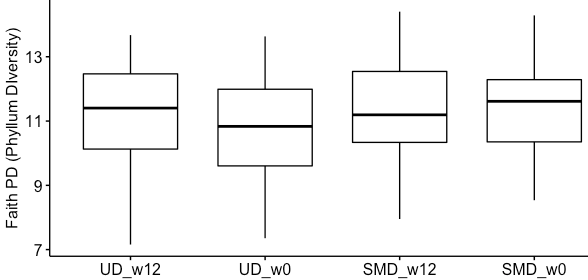 Faith PD (Phyllum DIversity)
13
11
9
7
UD_w12 UD_w0 SMD_w12 SMD_w0